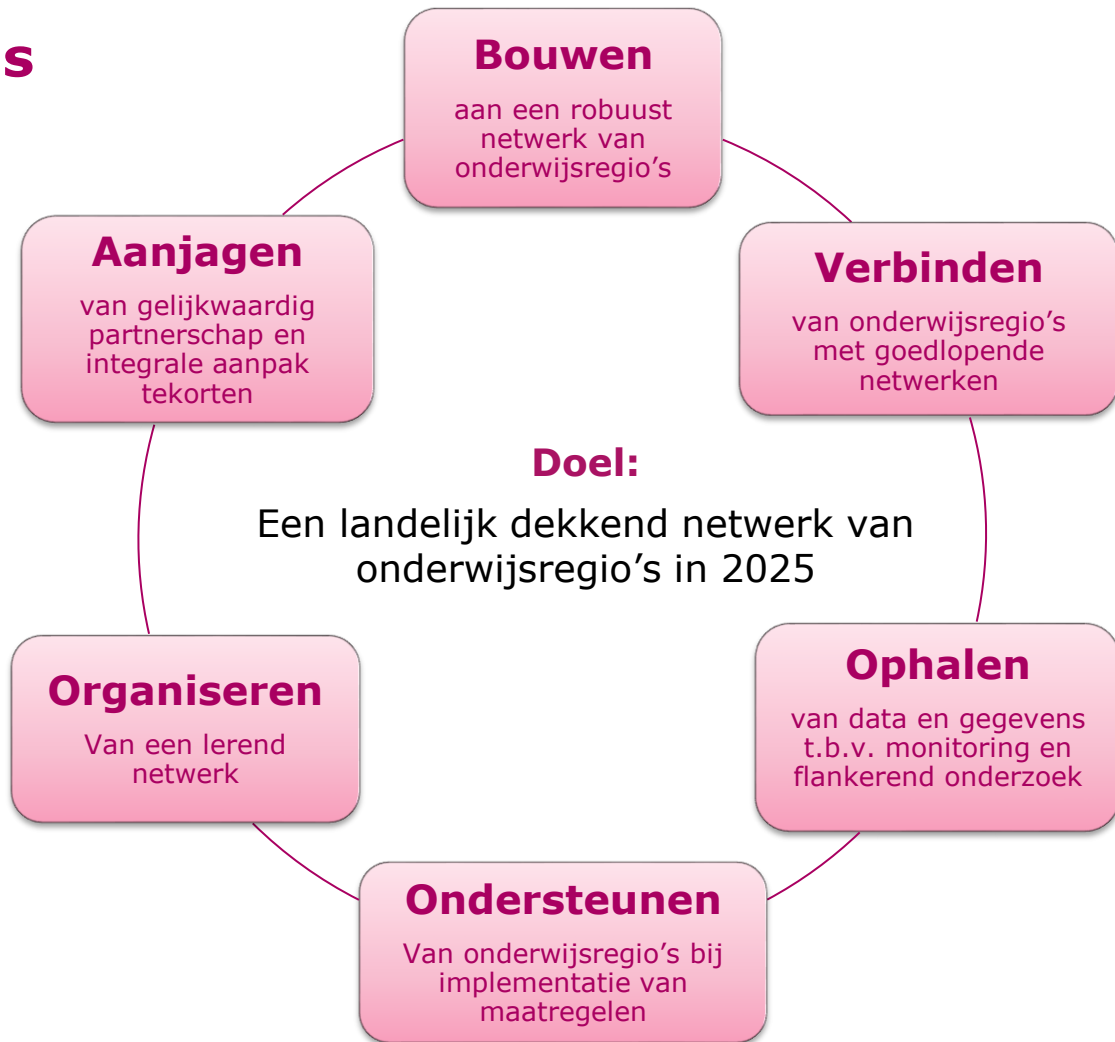 s
Bouwen
aan een robuust
netwerk van
onderwijsregio’s
Verbinden
van onderwijsregio’s
met goedlopende
netwerken
Ophalen
van data en gegevens
t.b.v. monitoring en
flankerend onderzoek
Ondersteunen
Van onderwijsregio’s bij
implementatie van
maatregelen
Organiseren
Van een lerend
netwerk
Aanjagen
van gelijkwaardig
partnerschap en
integrale aanpak
tekorten
Doel:
Een landelijk dekkend netwerk van
onderwijsregio’s in 2025